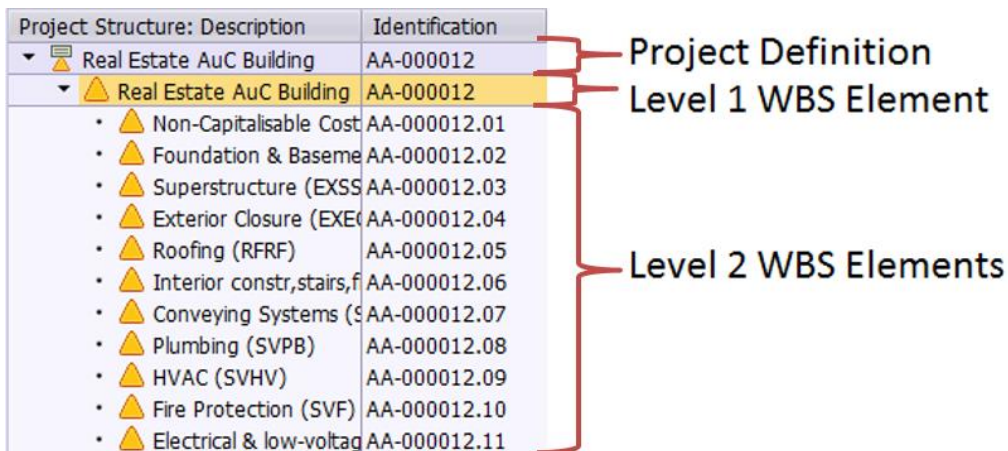 Project Structure: Description Identification
Real Estate AuC Building AA-000012
Real Estate AuC Building AA-000012
Non-Capitalisable Cost AA-000012.01
Foundation & Baseme AA-000012.02
Superstructure (EXSS AA-000012.03
Exterior Closure (EXEC AA-000012.04
Roofing (RFRF) AA-000012.05
Interior constr,stairs,f AA-000012.06
Conveying Systems (S AA-000012.07
Plumbing (SVPB) AA-000012.08
HVAC (SVHV) AA-000012.09
Fire Protection (SVF) AA-000012.10
Electrical & low-voltag AA-000012.11
Project Definition
Level 1 WBS Element
Level 2 WBS Elements